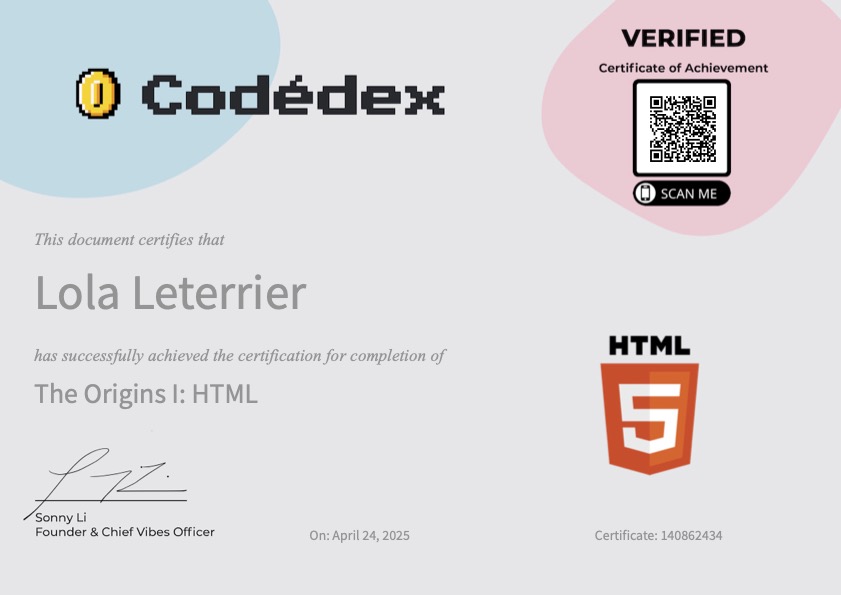 Codédex
VERIFIED
Certificate of Achievement
SCAN ME
This document certifies that
Lola Leterrier
has successfully achieved the certification for completion of
The Origins I: HTML
HTML
5
Sonny Li
Founder & Chief Vibes Officer
On: April 24, 2025
Certificate: 140862434